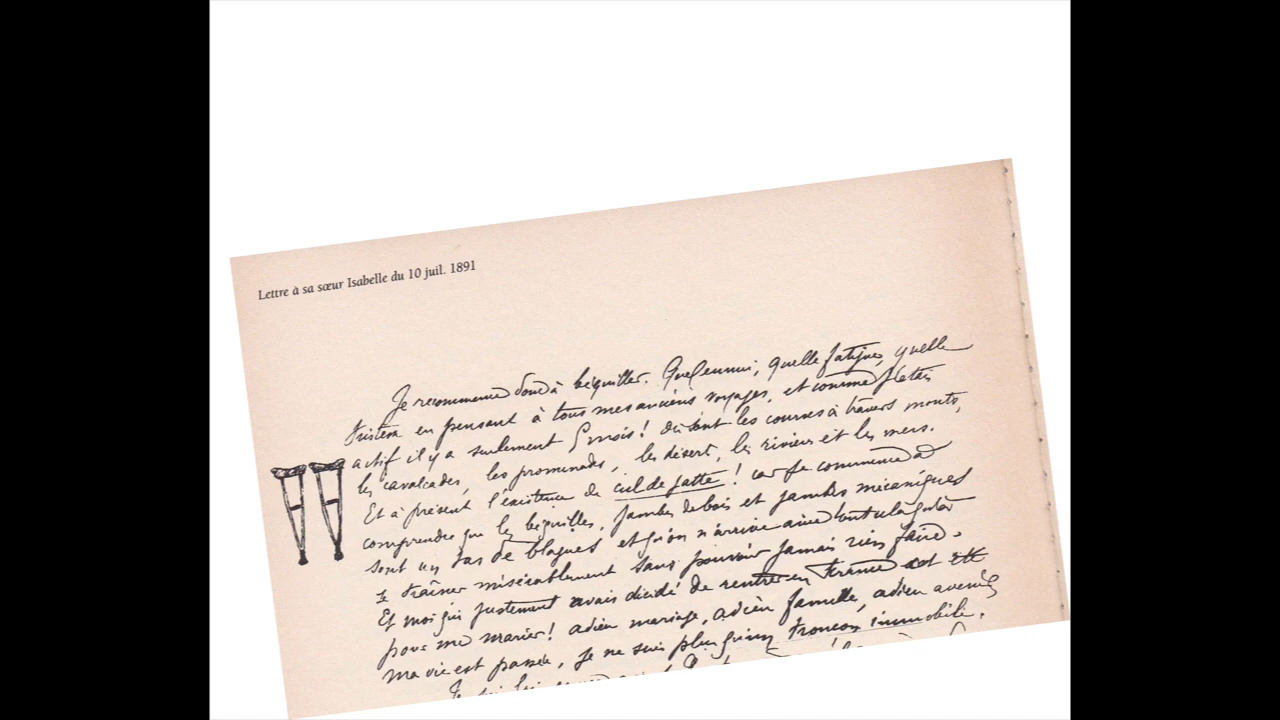 Lettre à sa sœur Isabelle du 10 juil. 1891
Je recommence donc à béquiller. Quel ennui, quelle fatigue, quelle
tristesse en pensant à tous mes anciens voyages, et comme j'étais
actif il y a seulement 5 mois ! Où sont les courses à travers monts,
les cavalcades, les promenades, les désert, les rivières et les mers.
Et à présent l'existence de cul de jatte ! car je commence à
comprendre que les béquilles, jambes de bois et jambes mécaniques
sont un tas de blagues et qu'on n'arrive avec tout cela qu'à
se traîner misérablement sans pouvoir jamais rien faire.
Et moi qui justement avais décidé de rentrer en France cet été
pour me marier ! adieu mariage, adieu famille, adieu avenir
ma vie est passée, je ne suis plus qu'un tronçon immobile.